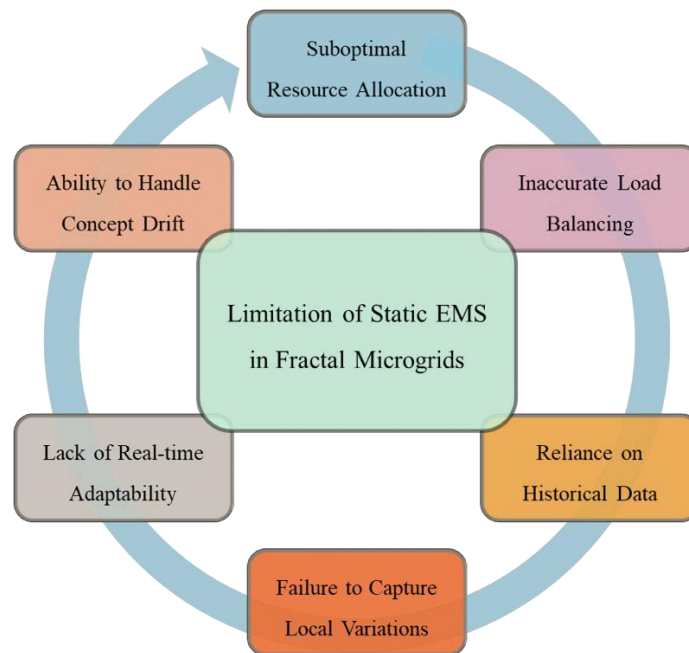 Suboptimal
Resource Allocation
Ability to Handle
Concept Drift
Inaccurate Load
Balancing
Limitation of Static EMS
in Fractal Microgrids
Lack of Real-time
Adaptability
Reliance on
Historical Data
Failure to Capture
Local Variations